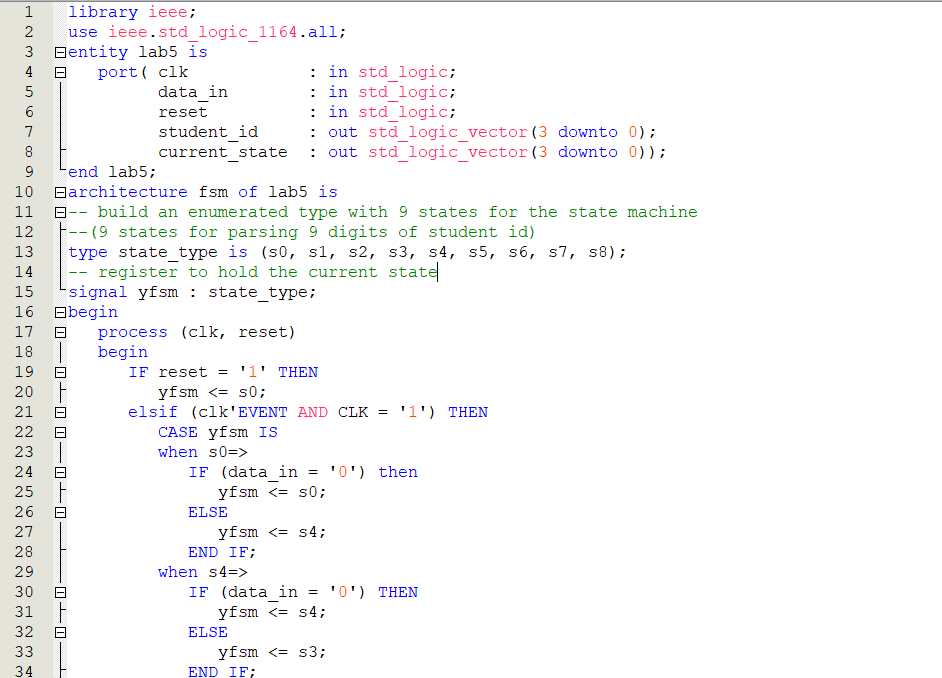 1 library ieee;
2 use ieee.std_logic_1164.all;
3 entity lab5 is
4 port( clk : in std_logic;
5 data_in : in std_logic;
6 reset : in std_logic;
7 student_id : out std_logic_vector(3 downto 0);
8 current_state : out std_logic_vector(3 downto 0));
9 end lab5;
10 architecture fsm of lab5 is
11 -- build an enumerated type with 9 states for the state machine
12 --(9 states for parsing 9 digits of student id)
13 type state_type is (s0, s1, s2, s3, s4, s5, s6, s7, s8);
14 -- register to hold the current state
15 signal yfsm : state_type;
16 begin
17 process (clk, reset)
18 begin
19 IF reset = '1' THEN
20 yfsm <= s0;
21 elsif (clk'EVENT AND CLK = '1') THEN
22 CASE yfsm IS
23 when s0=>
24 IF (data_in = '0') then
25 yfsm <= s0;
26 ELSE
27 yfsm <= s4;
28 END IF;
29 when s4=>
30 IF (data_in = '0') THEN
31 yfsm <= s4;
32 ELSE
33 yfsm <= s3;
34 END IF;